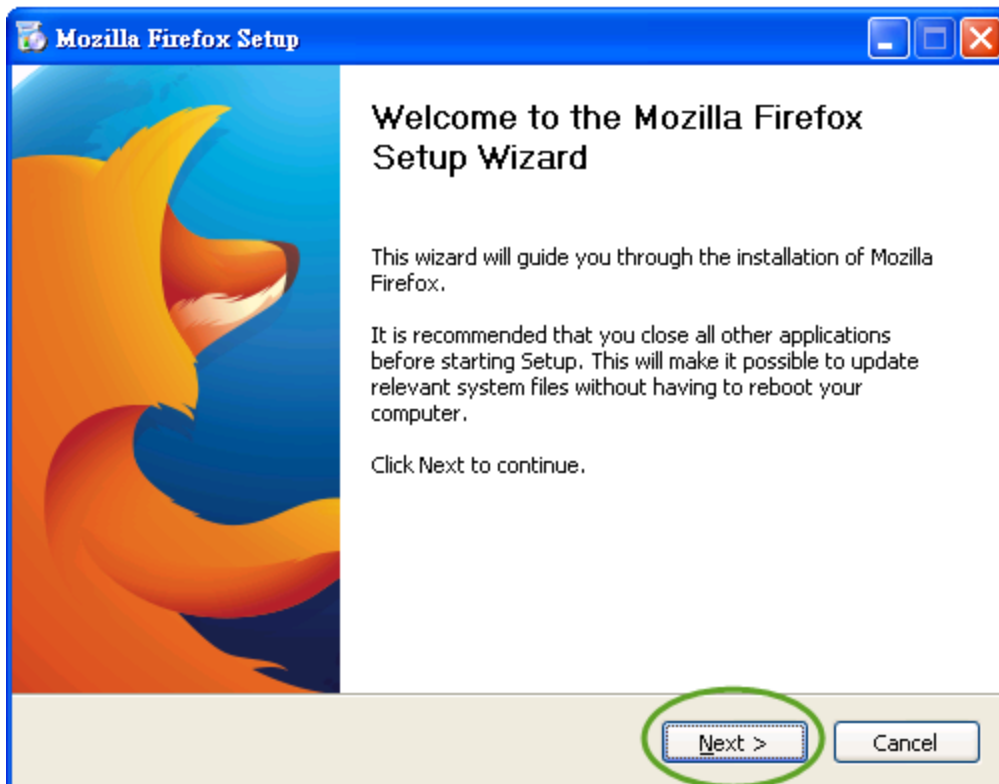 Mozilla Firefox Setup
Welcome to the Mozilla Firefox
Setup Wizard
This wizard will guide you through the installation of Mozilla
Firefox.
It is recommended that you close all other applications
before starting Setup. This will make it possible to update
relevant system files without having to reboot your
computer.
Click Next to continue.
Next > Cancel